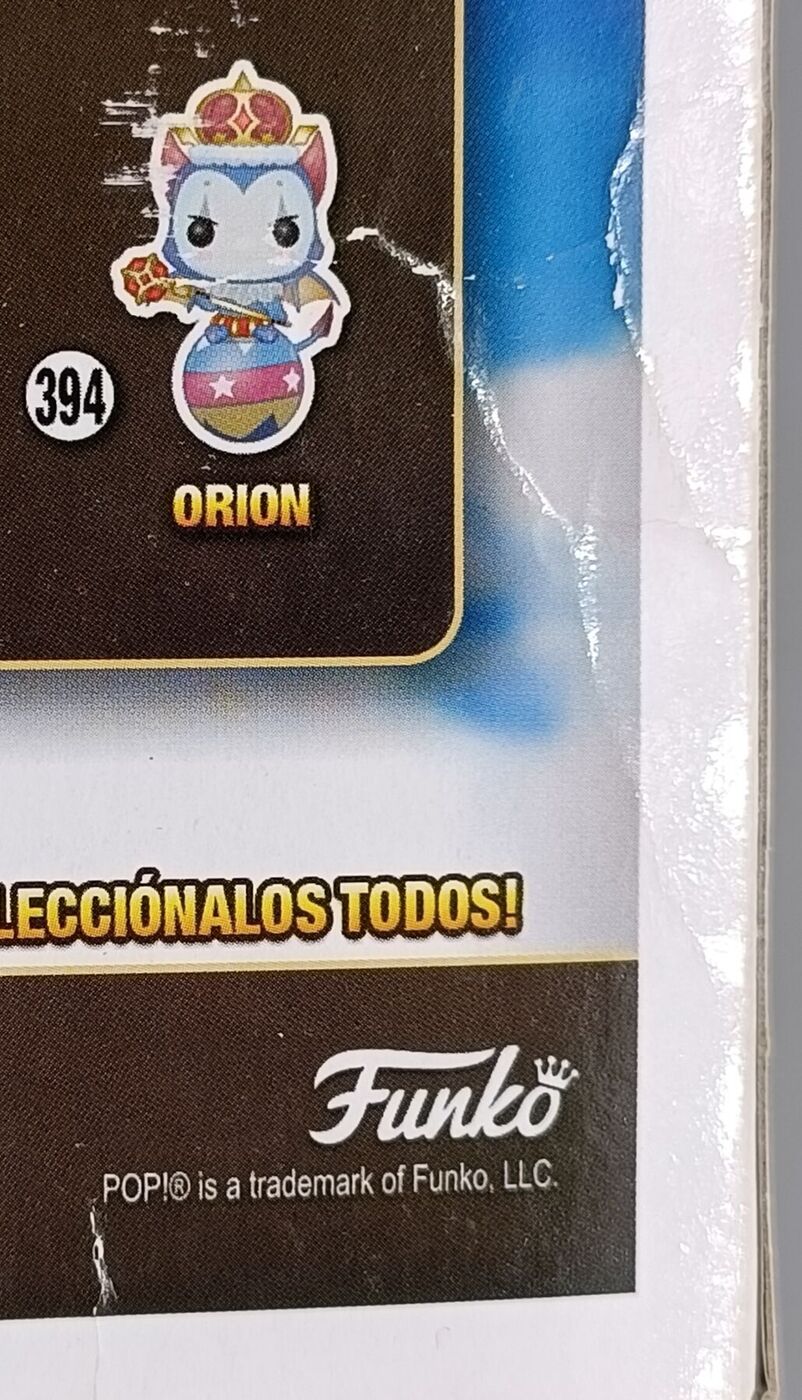 394
ORION
LECCIÓNALOS TODOS!
Funko
POP!® is a trademark of Funko, LLC.